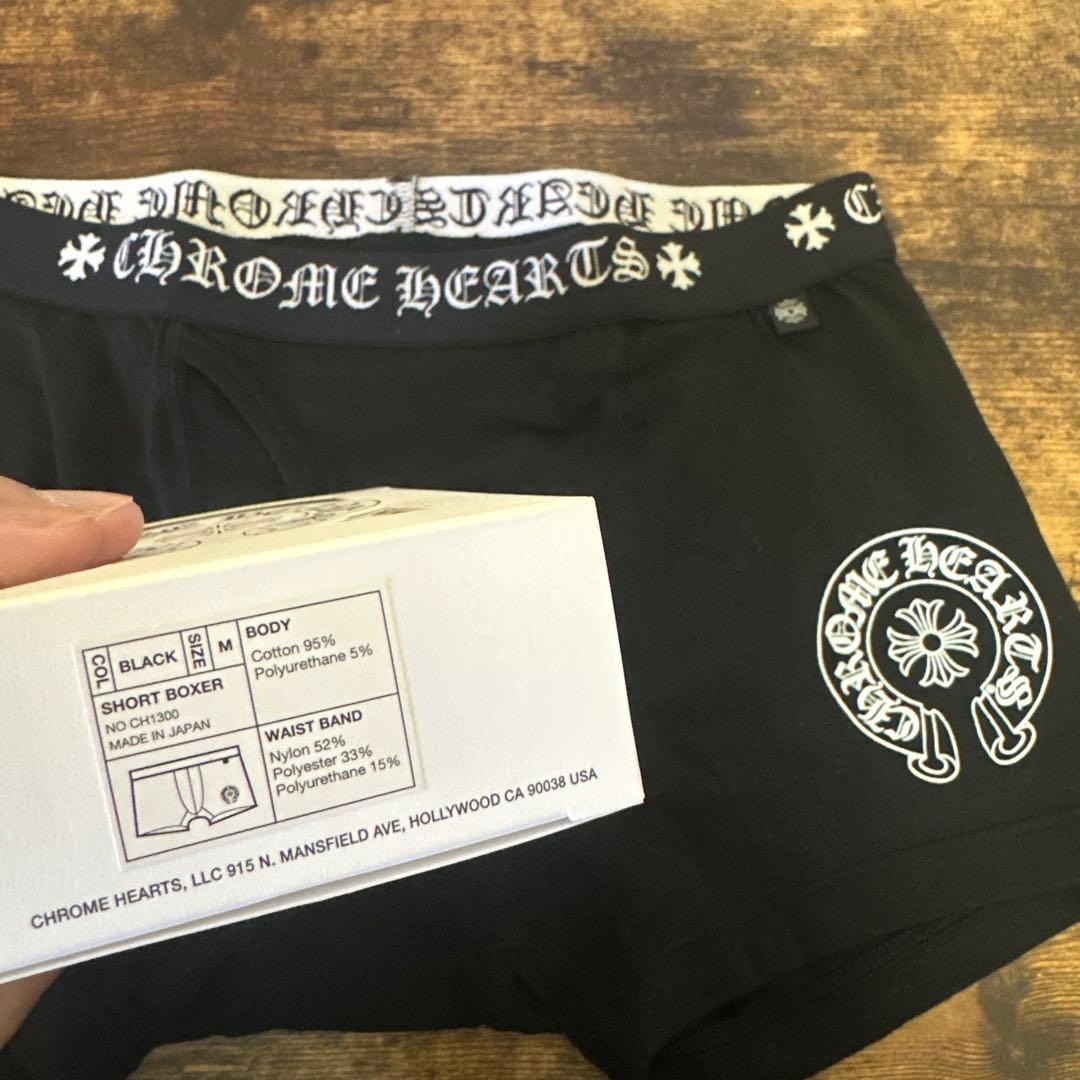 CHROME HEARTS
C
CHROME HEARTS
COL BLACK SIZE M
SHORT BOXER
NO CH1300
MADE IN JAPAN
BODY
Cotton 95%
Polyurethane 5%
WAIST BAND
Nylon 52%
Polyester 33%
Polyurethane 15%
CHROME HEARTS, LLC 915 N. MANSFIELD AVE, HOLLYWOOD CA 90038 USA